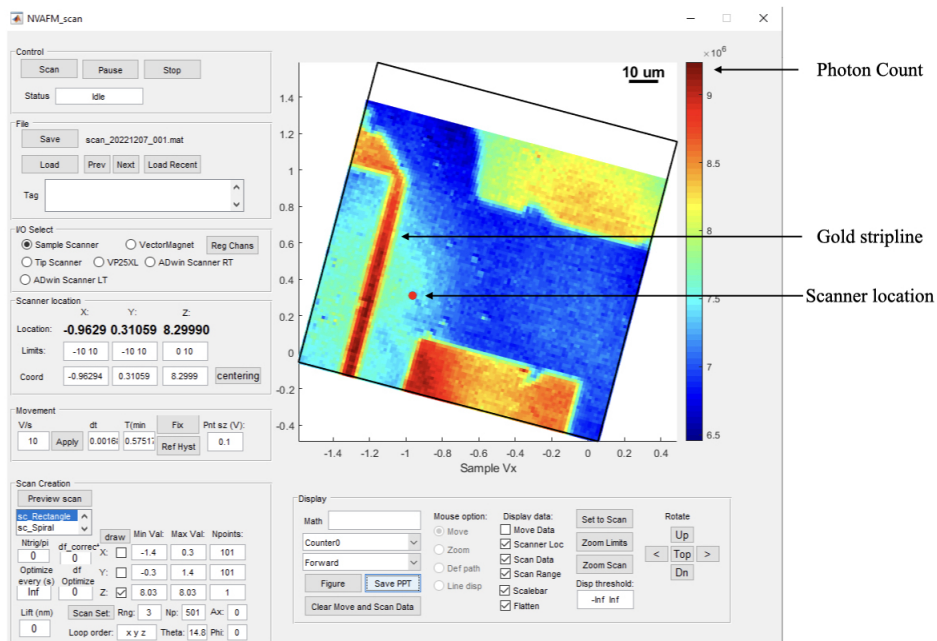 NVAFM_scan
Control
Scan Pause Stop
Status Idle
File
Save scan_20221207_001.mat
Load Prev Next Load Recent
Tag
I/O Select
Sample Scanner VectorMagnet Reg Chans
Tip Scanner VP25XL ADwin Scanner RT
ADwin Scanner LT
Scanner location
X: Y: Z:
Location: -0.9629 0.31059 8.29990
Limits: -10 10 -10 10 0 10
Coord -0.96294 0.31059 8.2999 centering
Movement
V/s dt T(min Fix Pnt sz (V):
10 Apply 0.00168 0.57517 Ref Hyst 0.1
Scan Creation
Preview scan
sc_Rectangle
sc_Spiral
draw Min Val: Max Val: Npoints:
Ntrig/pi df_correct
0 0
X: -1.4 0.3 101
Optimize every (s) df Optimize
Y: -0.3 1.4 101
Inf 0
Z: 8.03 8.03 1
Lift (nm) Scan Set: Rng: 3 Np: 501 Ax: 0
0 Loop order: x y z Theta: 14.8 Phi: 0
10 um
×10⁶
9
8.5
8
7.5
7
6.5
1.4
1.2
1
0.8
0.6
0.4
0.2
0
-0.2
-0.4
-1.4 -1.2 -1 -0.8 -0.6 -0.4 -0.2 0 0.2 0.4
Sample Vx
Photon Count
Gold stripline
Scanner location
Display
Math
Counter0
Forward
Figure Save PPT
Clear Move and Scan Data
Mouse option:
Move
Zoom
Def path
Line disp
Display data:
Move Data
Scanner Loc
Scan Data
Scan Range
Scalebar
Flatten
Set to Scan
Zoom Limits
Zoom Scan
Disp threshold:
-Inf Inf
Rotate
Up
< Top >
Dn